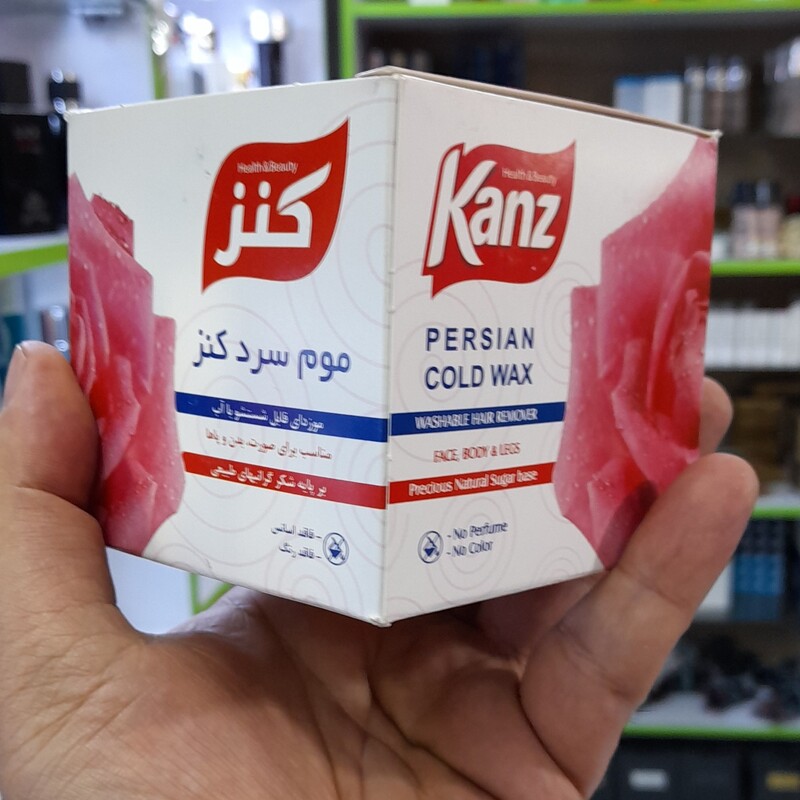 Health & Beauty
کنز
موم سرد کنز
موزدای قابل شستشو با آب
مناسب برای صورت، بدن و پاها
بر پایه شکر گرانبهای طبیعی
- فاقد اسانس
- فاقد رنگ
Health & Beauty
Kanz
PERSIAN
COLD WAX
WASHABLE HAIR REMOVER
FACE, BODY & LEGS
Precious Natural Sugar base
- No Perfume
- No Color